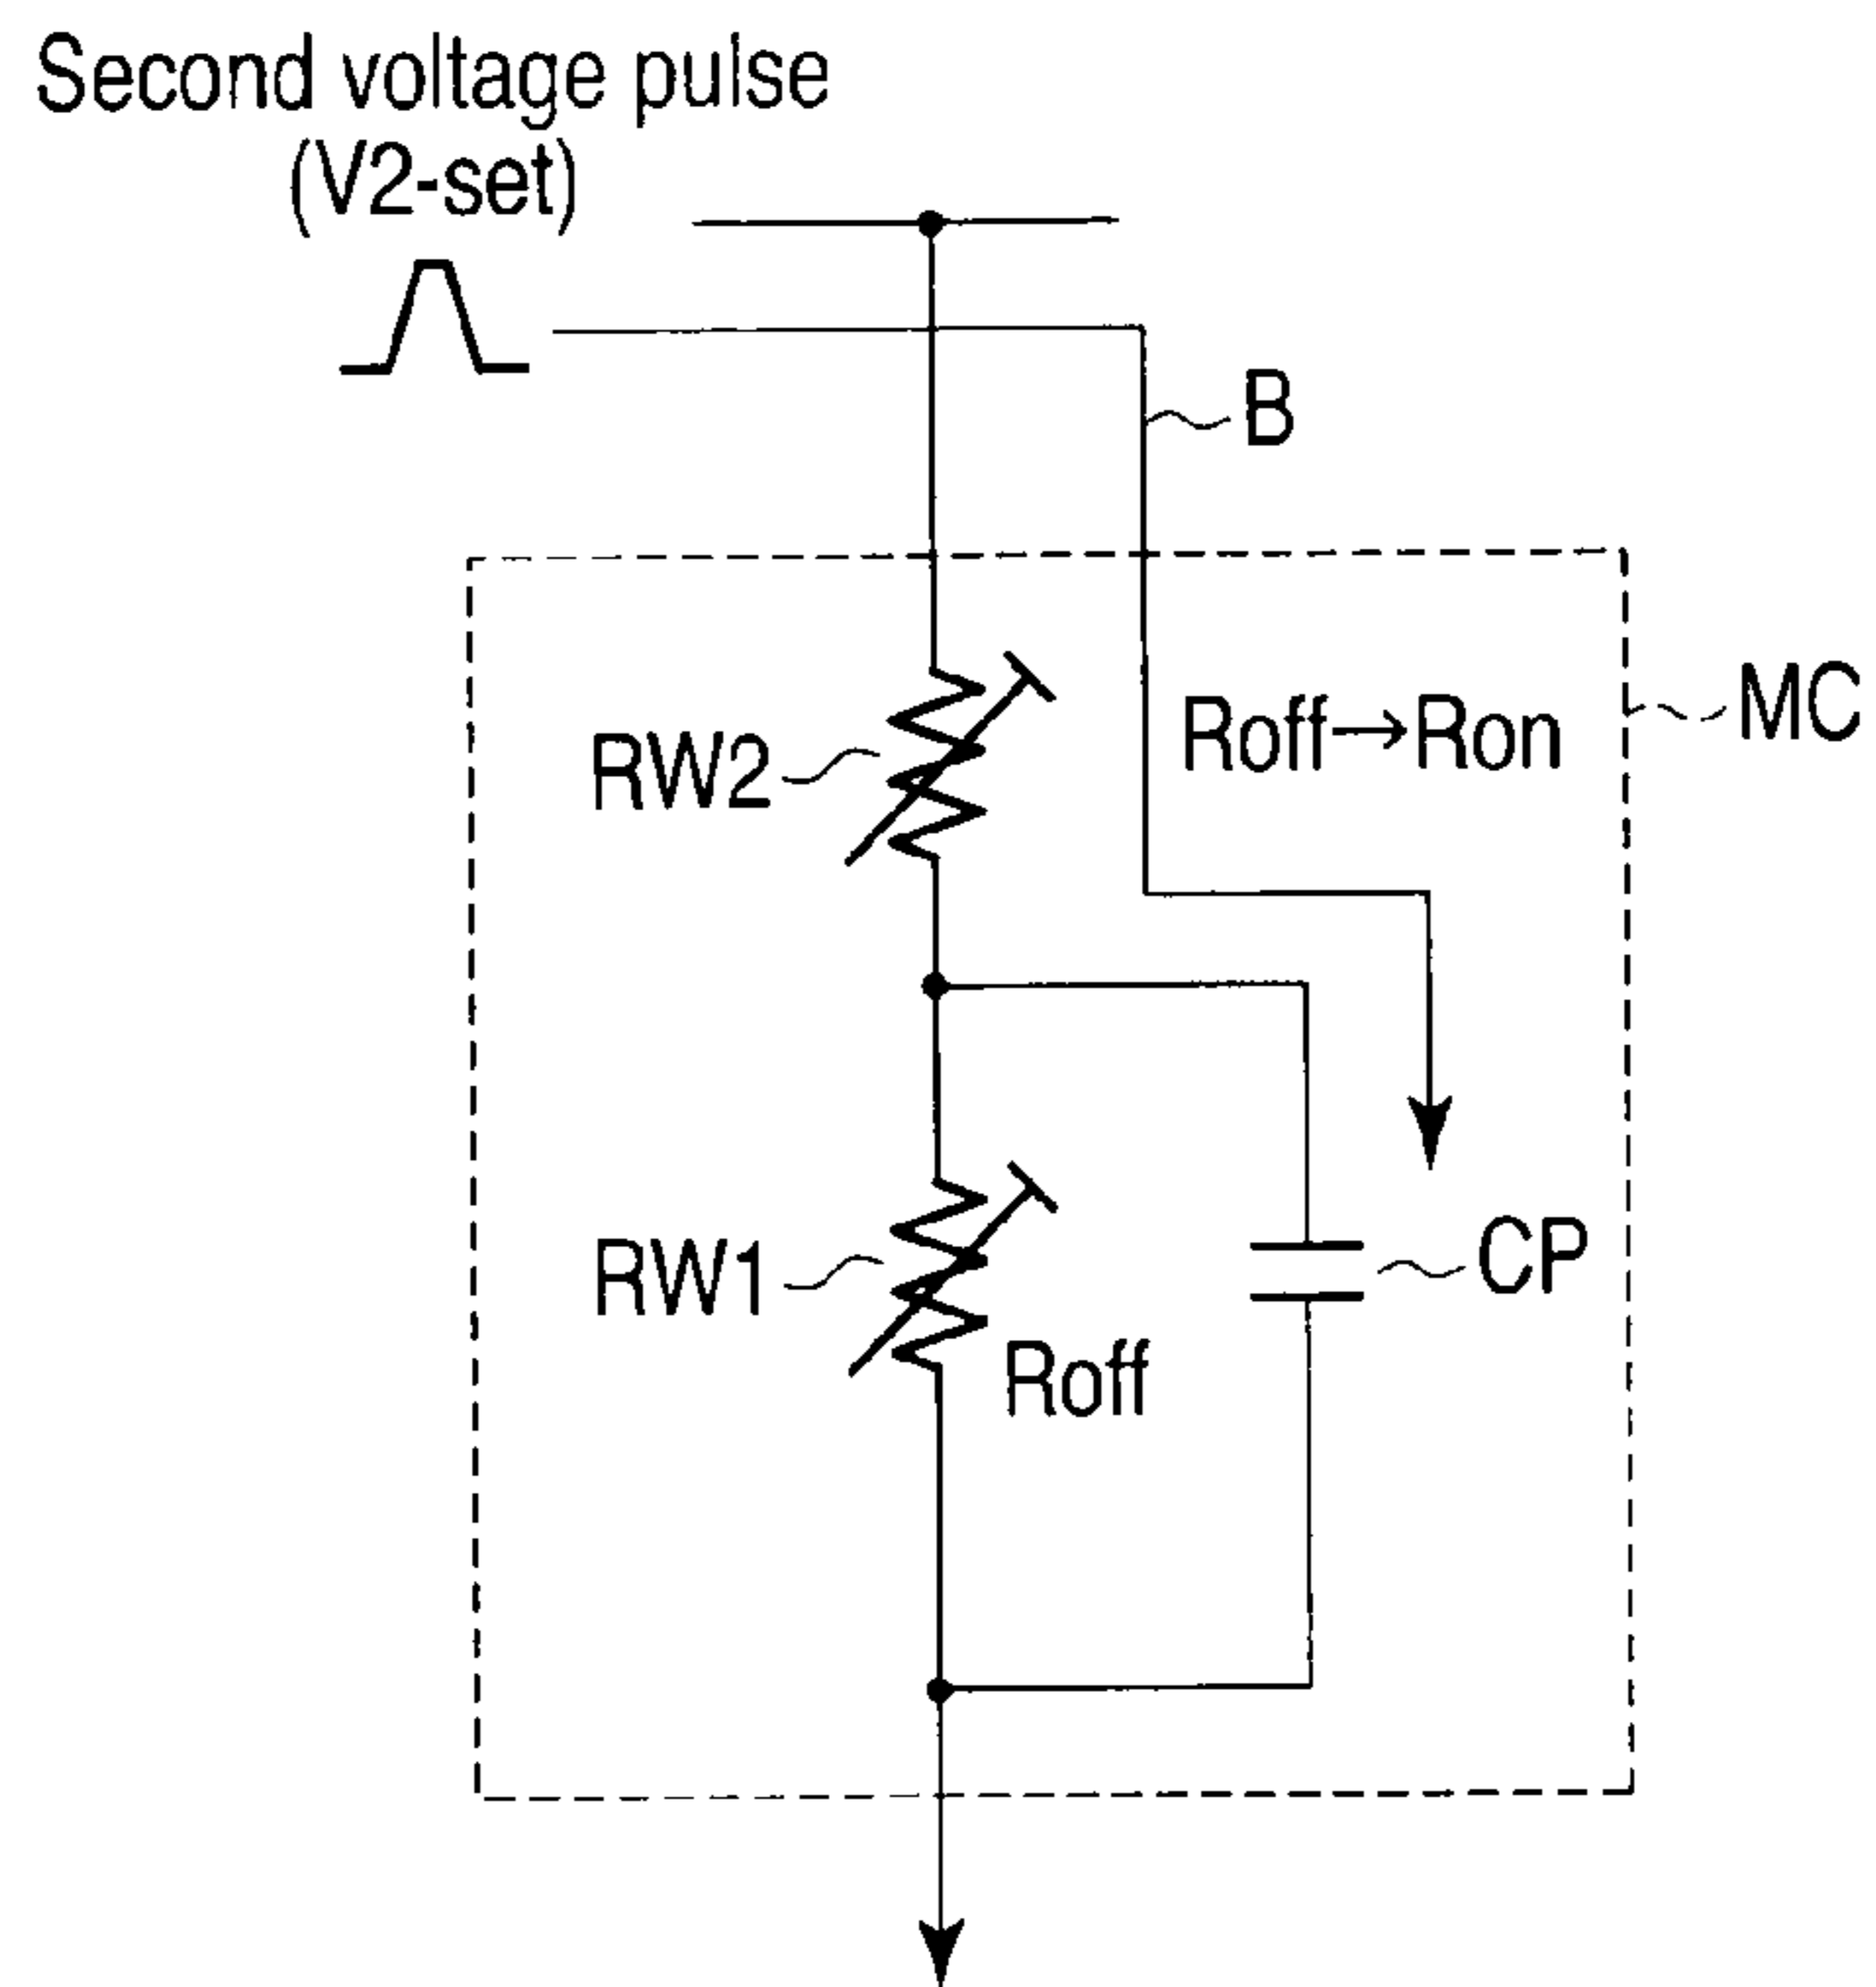 Second voltage pulse
(V2-set)
B
MC
Roff→Ron
RW2
RW1
CP
Roff